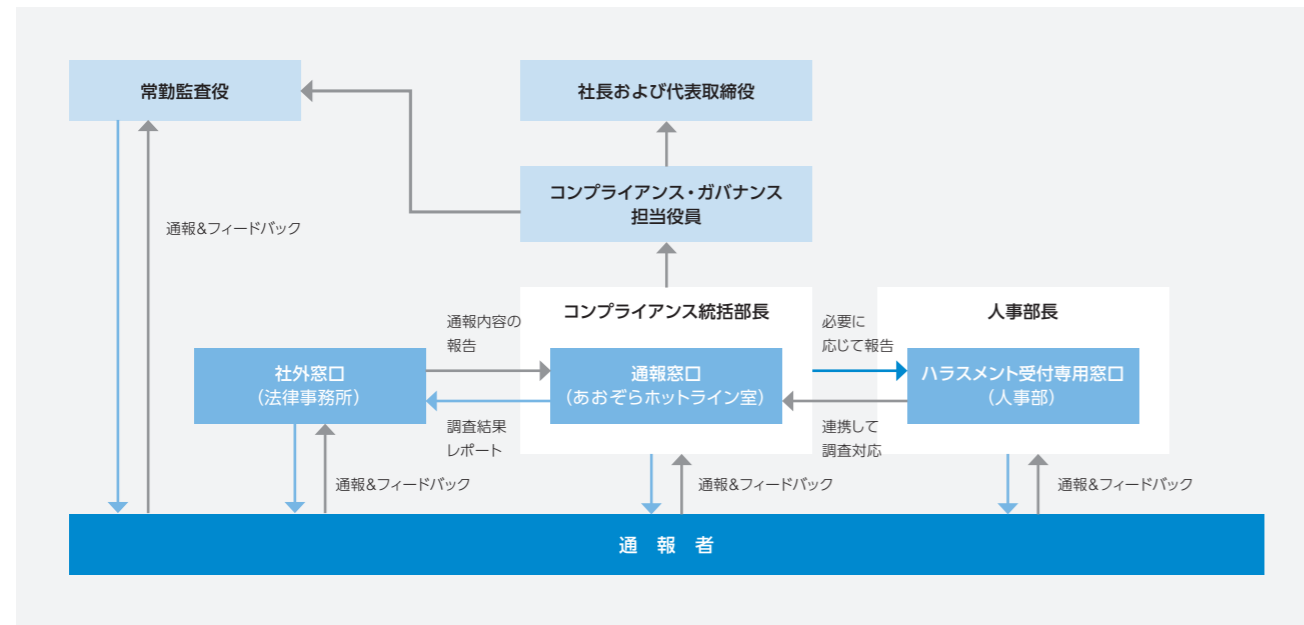 常勤監査役
社長および代表取締役
コンプライアンス・ガバナンス
担当役員
通報&フィードバック
コンプライアンス統括部長
人事部長
通報内容の
報告
必要に
応じて報告
社外窓口
（法律事務所）
通報窓口
（あおぞらホットライン室）
ハラスメント受付専用窓口
（人事部）
調査結果
レポート
連携して
調査対応
通報&フィードバック
通報&フィードバック
通報&フィードバック
通 報 者